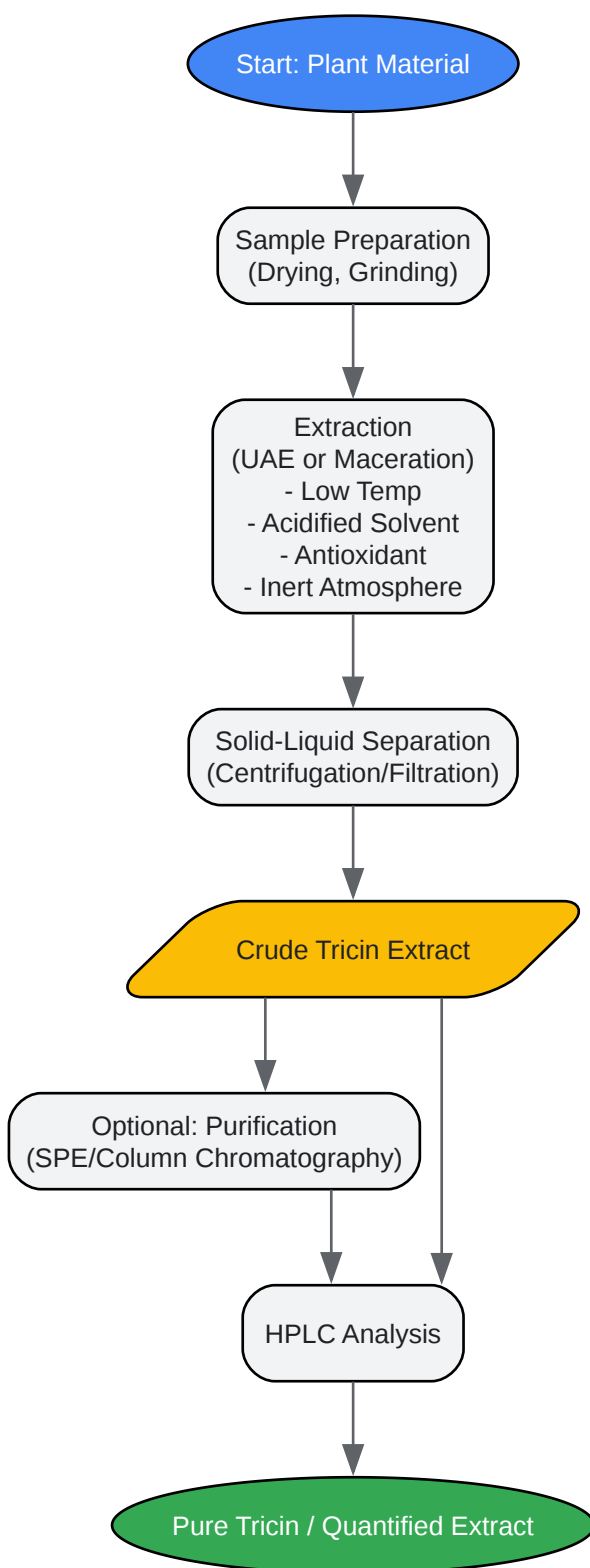 Start: Plant Material
Sample Preparation
(Drying, Grinding)
Extraction
(UAE or Maceration)
- Low Temp
- Acidified Solvent
- Antioxidant
- Inert Atmosphere
Solid-Liquid Separation
(Centrifugation/Filtration)
Crude Tricin Extract
Optional: Purification
(SPE/Column Chromatography)
HPLC Analysis
Pure Tricin / Quantified Extract